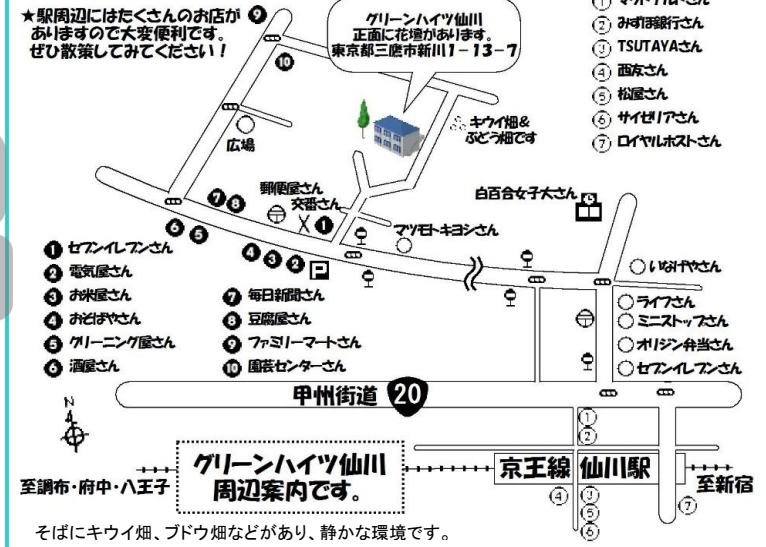 ★駅周辺にはたくさんのお店が
ありますので大変便利です。
ぜひ散策してみてください！
❾
❿
グリーンハイツ仙川
正面に花壇があります。
東京都三鷹市新川１－１３－７
② みずほ銀行さん
③ TSUTAYAさん
④ 西友さん
⑤ 松屋さん
⑥ サイゼリアさん
⑦ ロイヤルホストさん
広場
キウイ畑＆
ぶどう畑です
郵便屋さん
交番さん
白百合女子大さん
マツモトキヨシさん
❼ ❽
〒 X ❶
❻ ❺
❹ ❸ ❷ P
❶ セブンイレブンさん
❷ 電気屋さん
❸ お米屋さん
❹ おそばやさん
❺ クリーニング屋さん
❻ 酒屋さん
❼ 毎日新聞さん
❽ 豆腐屋さん
❾ ファミリーマートさん
❿ 園芸センターさん
いなげやさん
ライフさん
ミニストップさん
オリジン弁当さん
セブンイレブンさん
甲州街道 20
N
①
②
グリーンハイツ仙川
周辺案内です。
京王線 仙川駅
至調布・府中・八王子
至新宿
④ ③
⑤
⑥
⑦
そばにキウイ畑、ブドウ畑などがあり、静かな環境です。